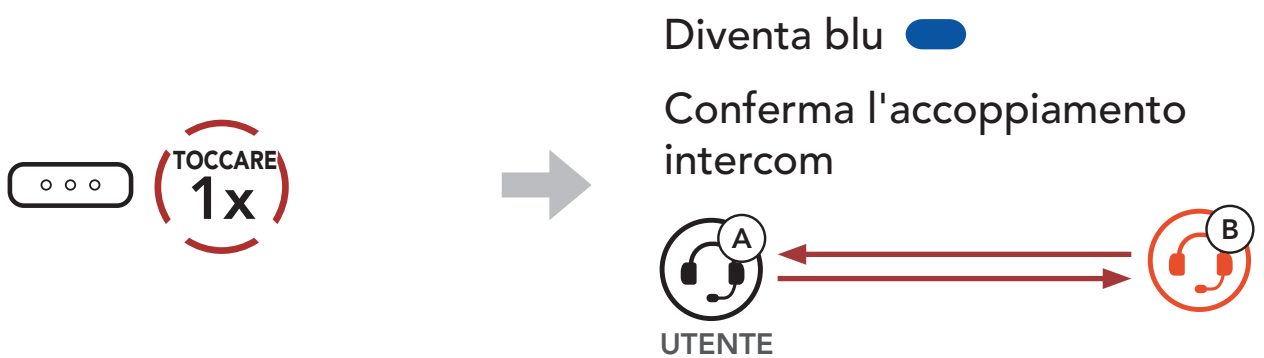 Diventa blu
Conferma l'accoppiamento
intercom
TOCCARE
1x
A
B
UTENTE